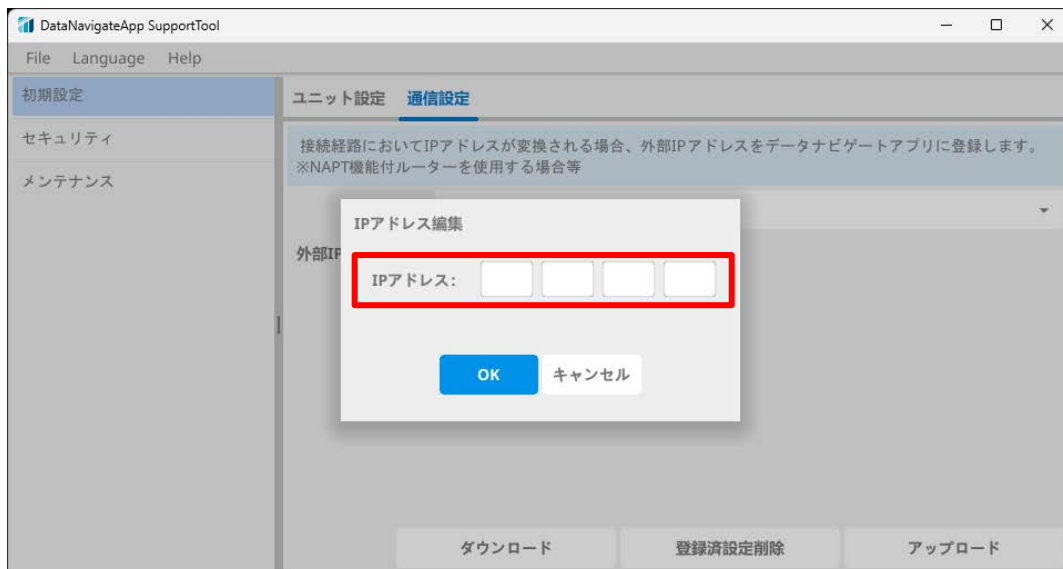 DataNavigateApp SupportTool
File Language Help
初期設定
セキュリティ
メンテナンス
ユニット設定 通信設定
接続経路においてIPアドレスが変換される場合、外部IPアドレスをデータナビゲートアプリに登録します。
※NAPT機能付ルーターを使用する場合等
外部IP
IPアドレス編集
IPアドレス:
OK キャンセル
ダウンロード 登録済設定削除 アップロード